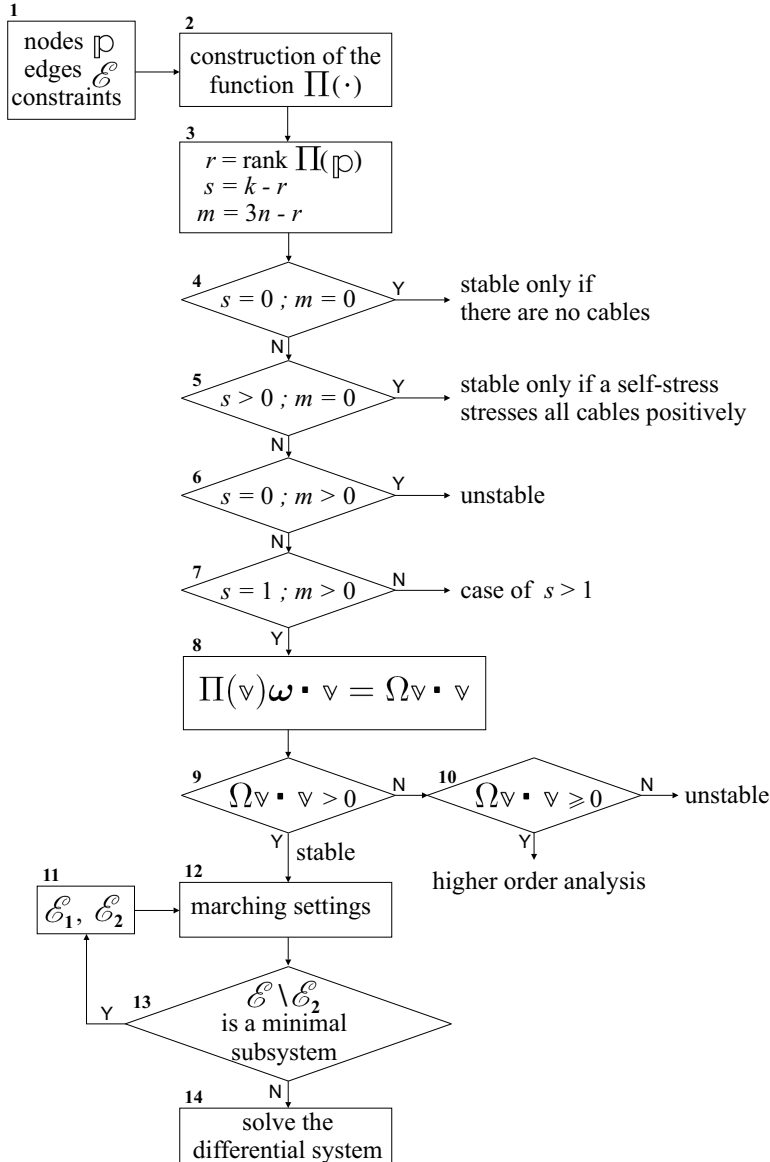 1
nodes 𝕡
edges ℰ
constraints
2
construction of the
function Π(·)
3
r = rank Π(𝕡)
s = k - r
m = 3n - r
4
s = 0 ; m = 0
Y
stable only if
there are no cables
N
5
s > 0 ; m = 0
Y
stable only if a self-stress
stresses all cables positively
N
6
s = 0 ; m > 0
Y
unstable
N
7
s = 1 ; m > 0
N
case of s > 1
Y
8
Π(𝕧)ω ▪ 𝕧 = Ω𝕧 ▪ 𝕧
9
Ω𝕧 ▪ 𝕧 > 0
N
10
Ω𝕧 ▪ 𝕧 ⩾ 0
N
unstable
Y
stable
Y
higher order analysis
11
ℰ₁, ℰ₂
12
marching settings
13
Y
ℰ \ ℰ₂
is a minimal
subsystem
N
14
solve the
differential system